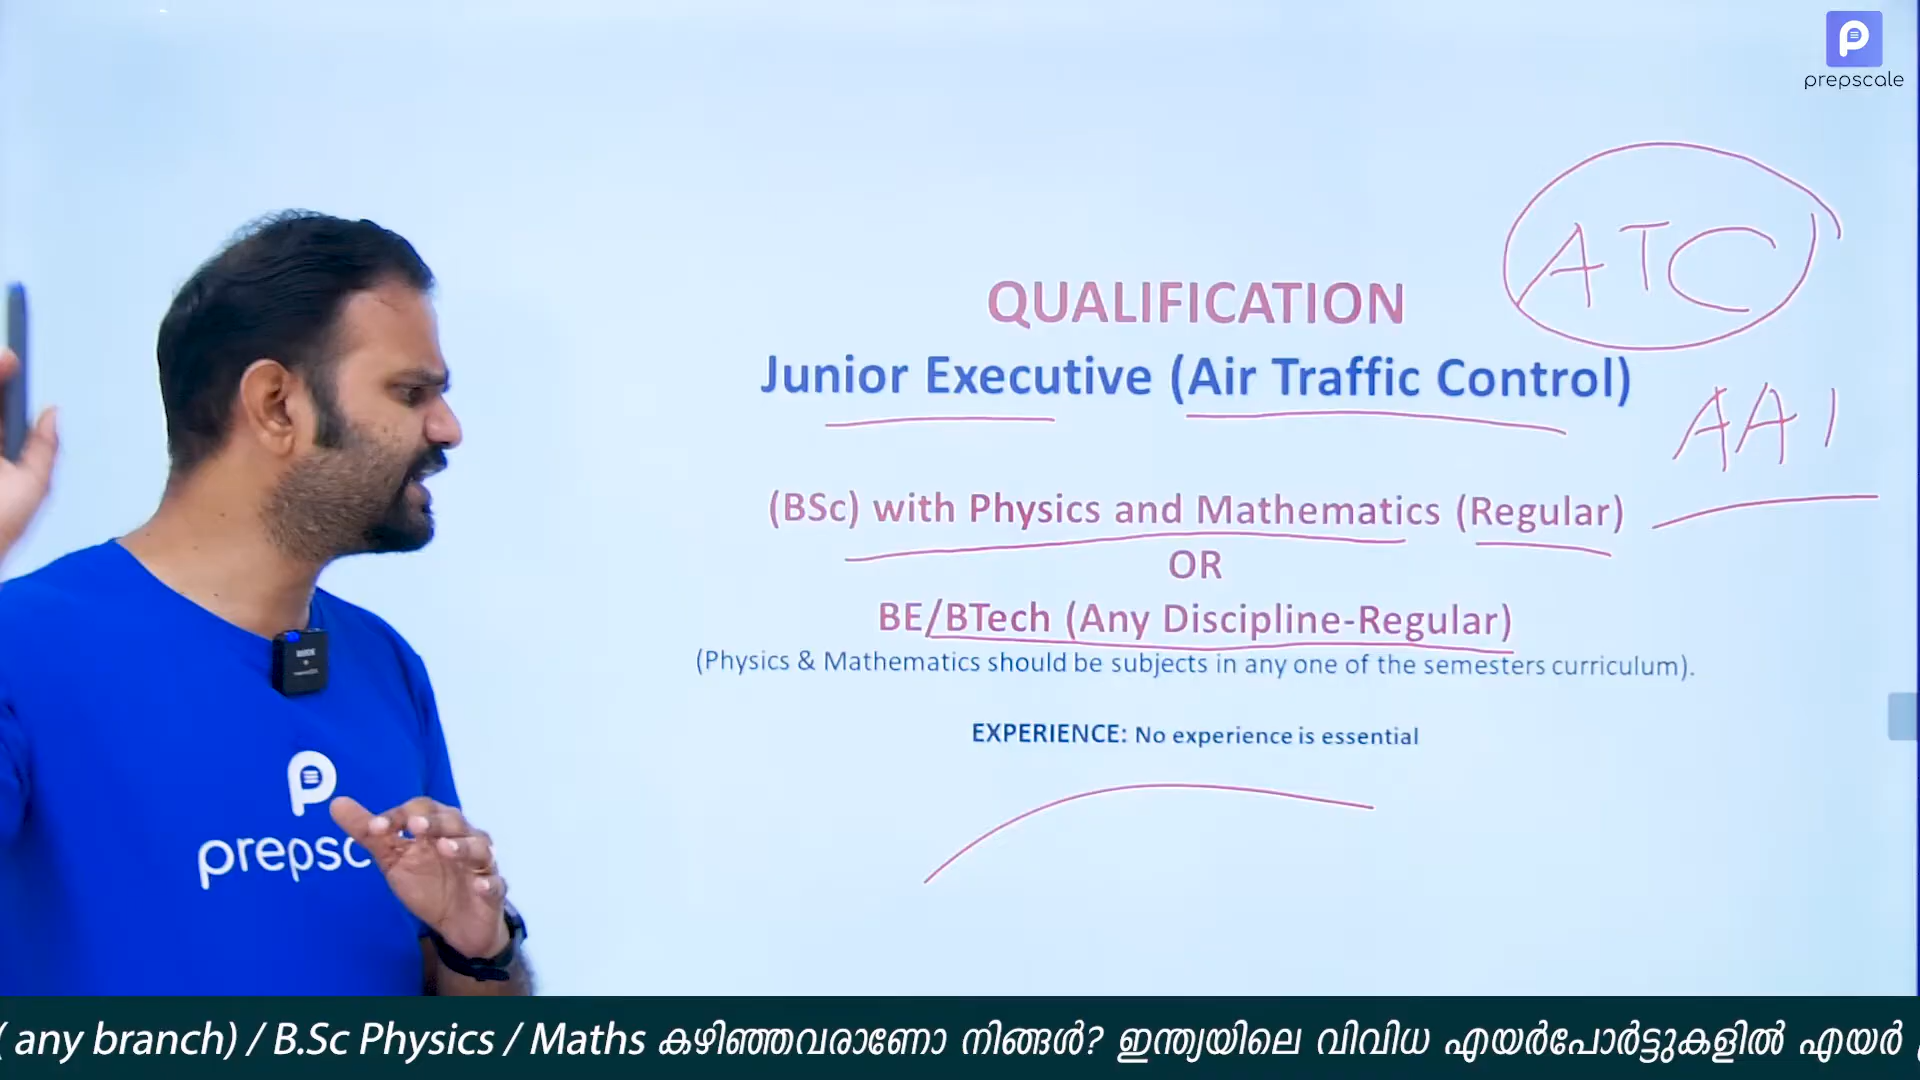 prepscale
ATC
QUALIFICATION
Junior Executive (Air Traffic Control)
AAI
(BSc) with Physics and Mathematics (Regular)
OR
BE/BTech (Any Discipline-Regular)
(Physics & Mathematics should be subjects in any one of the semesters curriculum).
EXPERIENCE: No experience is essential
prepsc
( any branch) / B.Sc Physics / Maths കഴിഞ്ഞവരാണോ നിങ്ങൾ? ഇന്ത്യയിലെ വിവിധ എയർപോർട്ടുകളിൽ എയർ